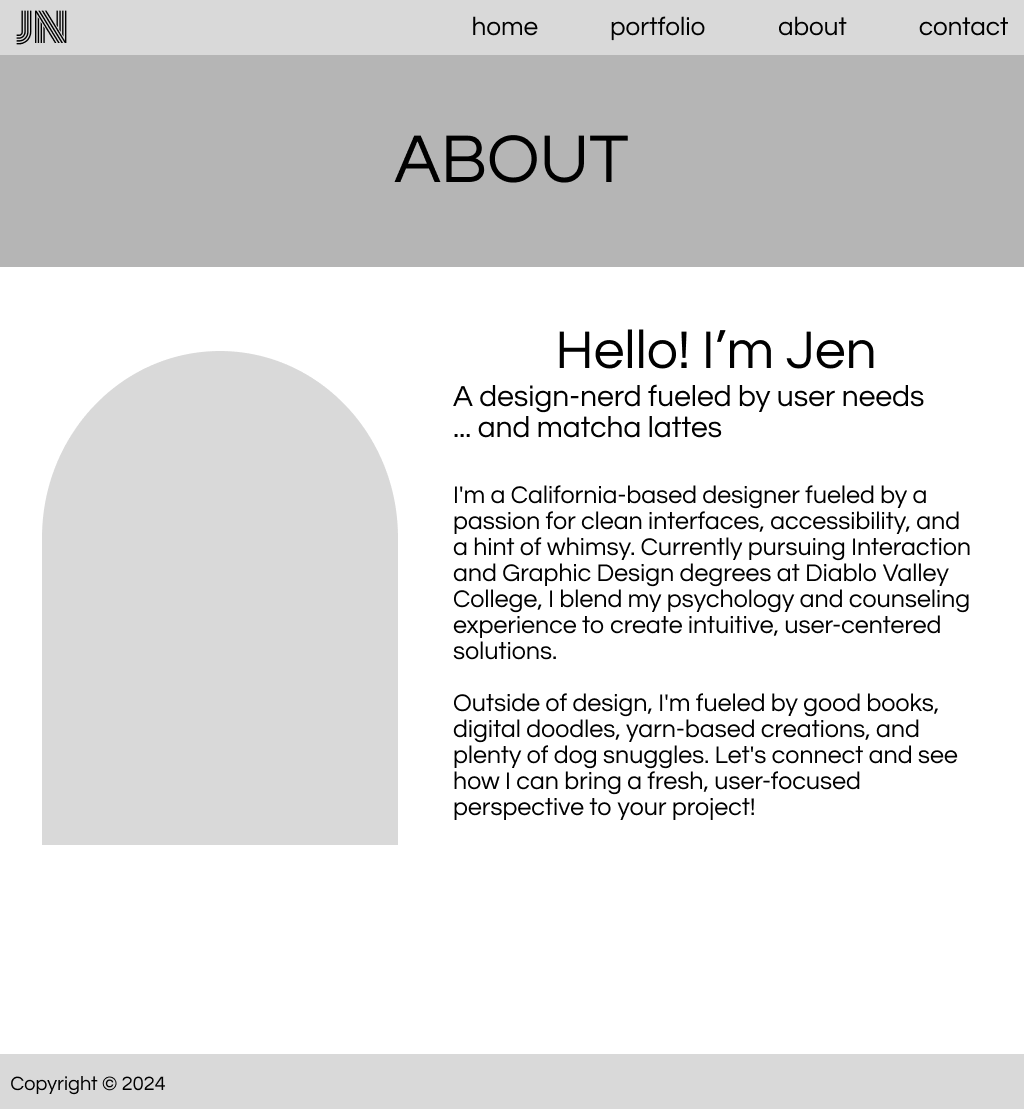 JN
home portfolio about contact
ABOUT
Hello! I’m Jen
A design-nerd fueled by user needs
... and matcha lattes
I'm a California-based designer fueled by a
passion for clean interfaces, accessibility, and
a hint of whimsy. Currently pursuing Interaction
and Graphic Design degrees at Diablo Valley
College, I blend my psychology and counseling
experience to create intuitive, user-centered
solutions.
Outside of design, I'm fueled by good books,
digital doodles, yarn-based creations, and
plenty of dog snuggles. Let's connect and see
how I can bring a fresh, user-focused
perspective to your project!
Copyright © 2024